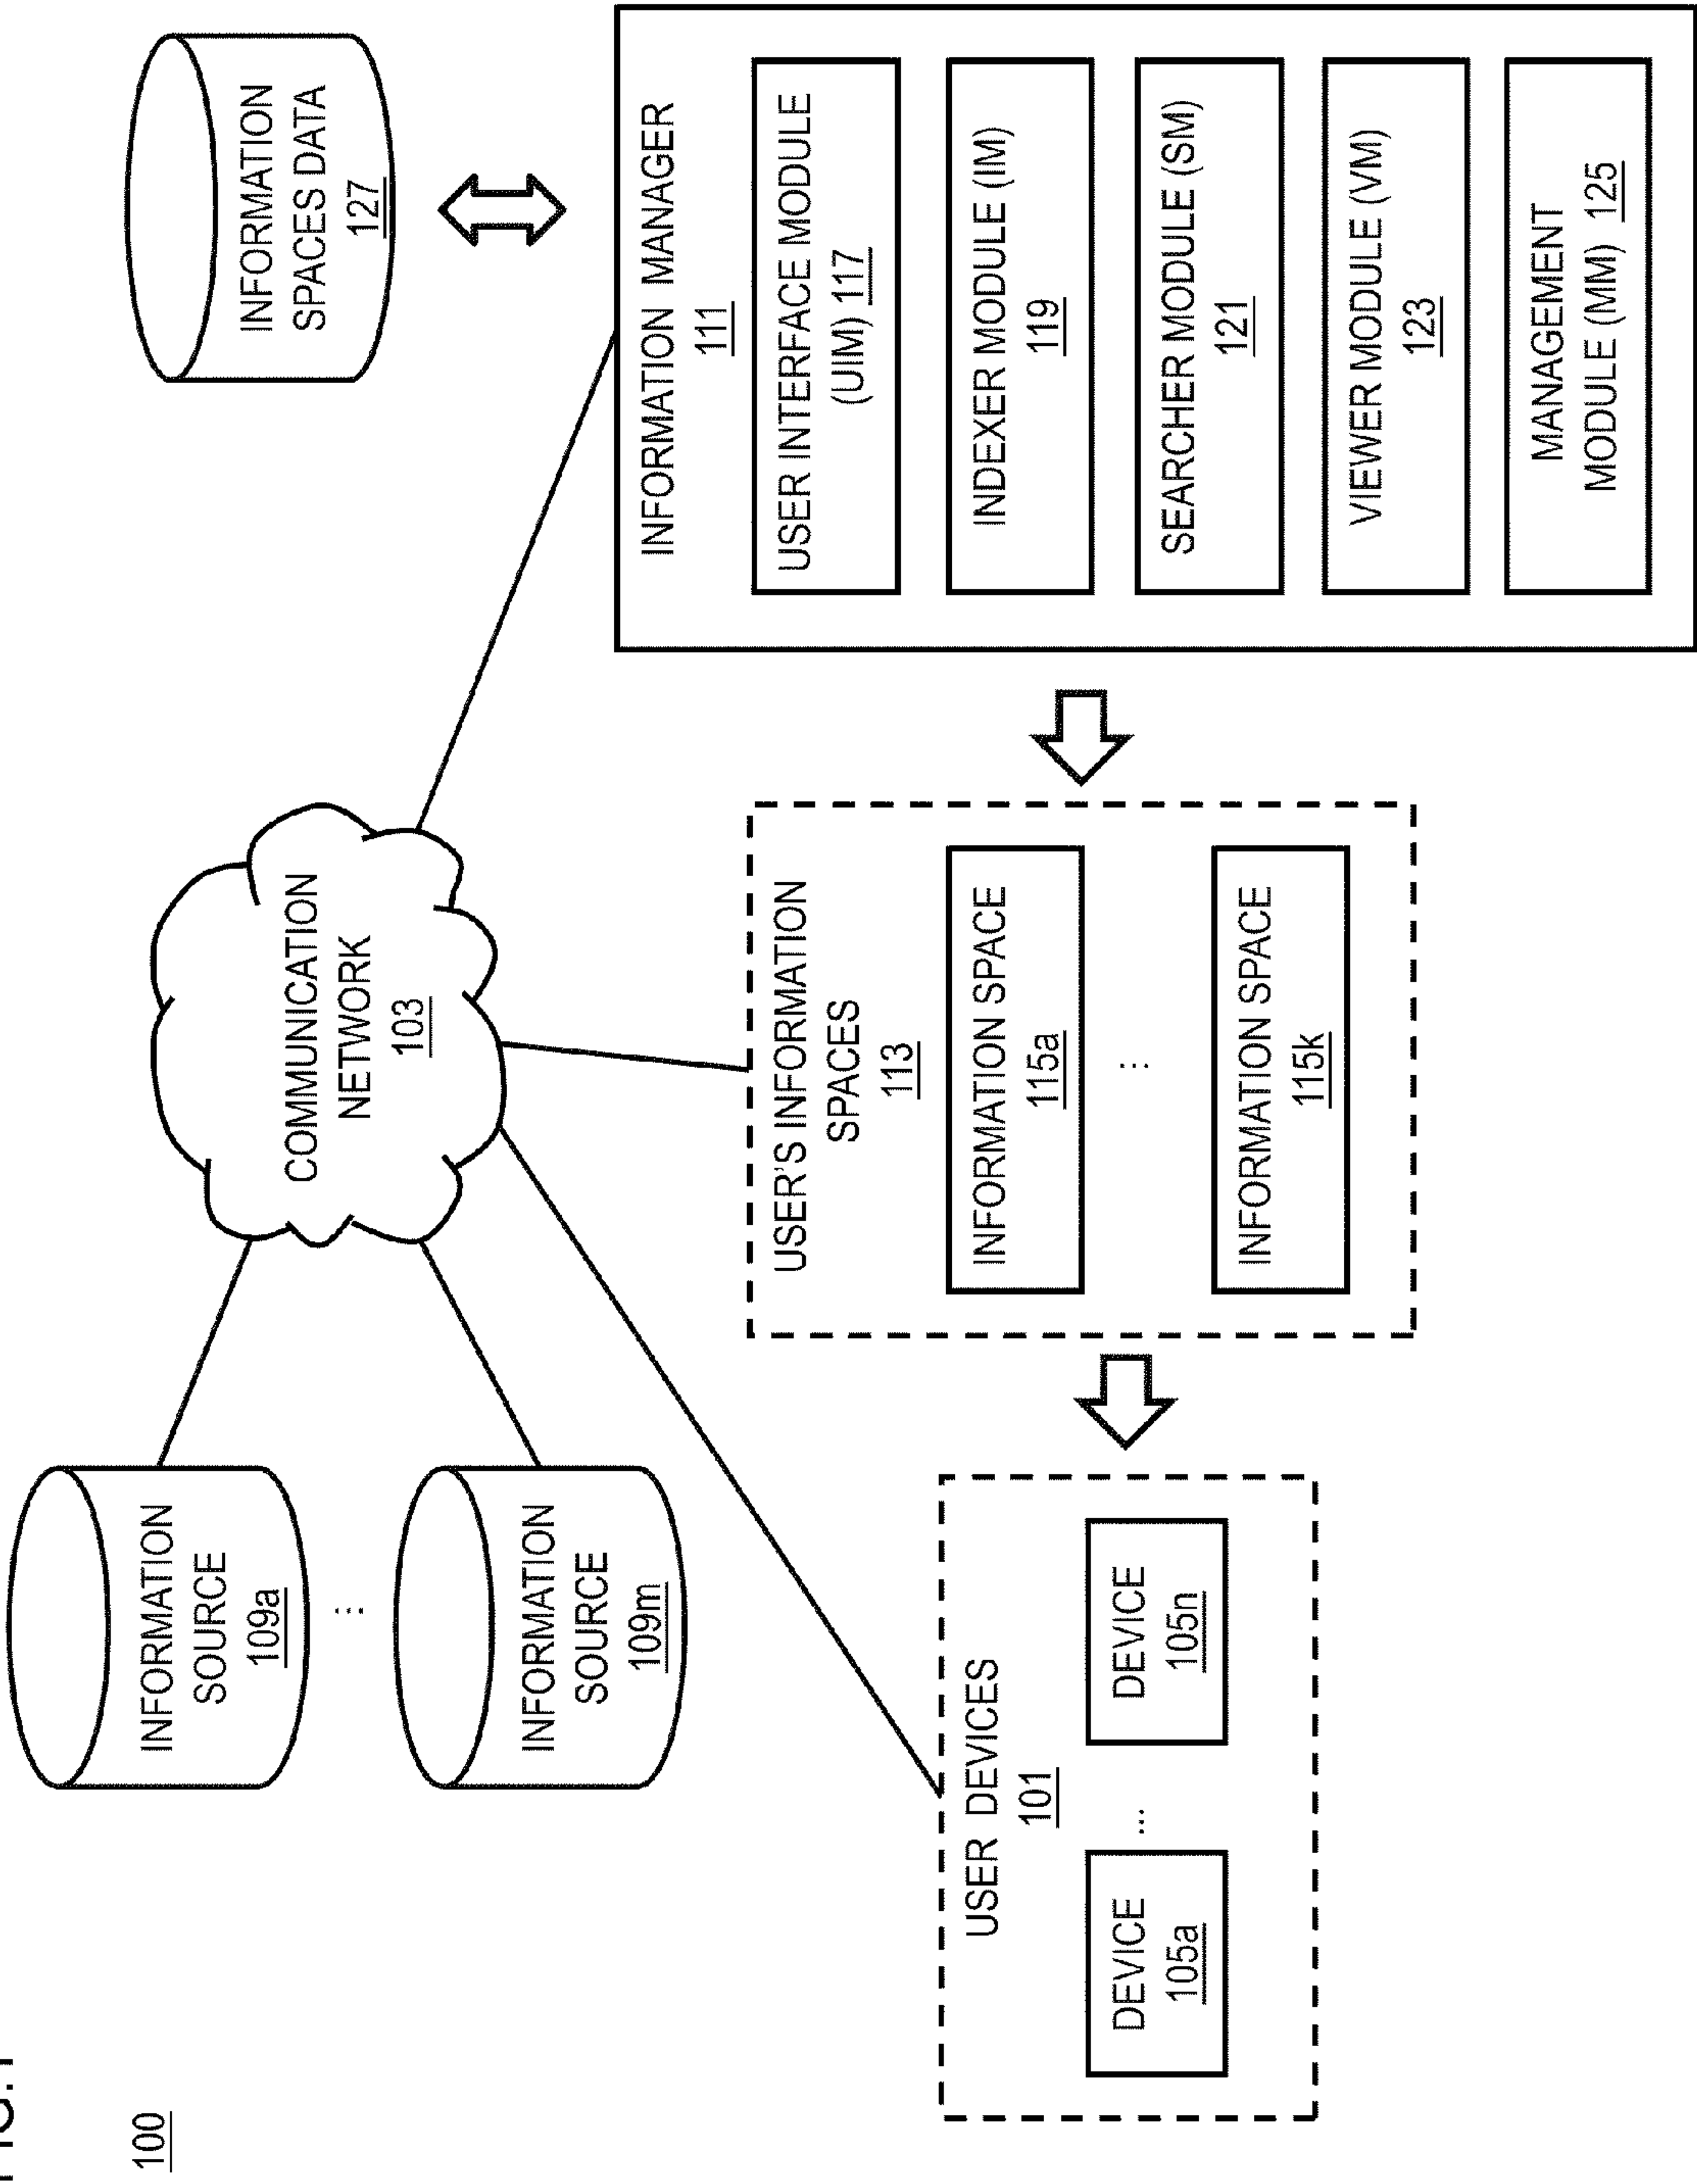 FIG. 1
100
INFORMATION
SOURCE
109a
...
INFORMATION
SOURCE
109m
COMMUNICATION
NETWORK
103
INFORMATION
SPACES DATA
127
USER DEVICES
101
DEVICE
105a
...
DEVICE
105n
USER'S INFORMATION
SPACES
113
INFORMATION SPACE
115a
...
INFORMATION SPACE
115k
INFORMATION MANAGER
111
USER INTERFACE MODULE
(UIM) 117
INDEXER MODULE (IM)
119
SEARCHER MODULE (SM)
121
VIEWER MODULE (VM)
123
MANAGEMENT
MODULE (MM) 125